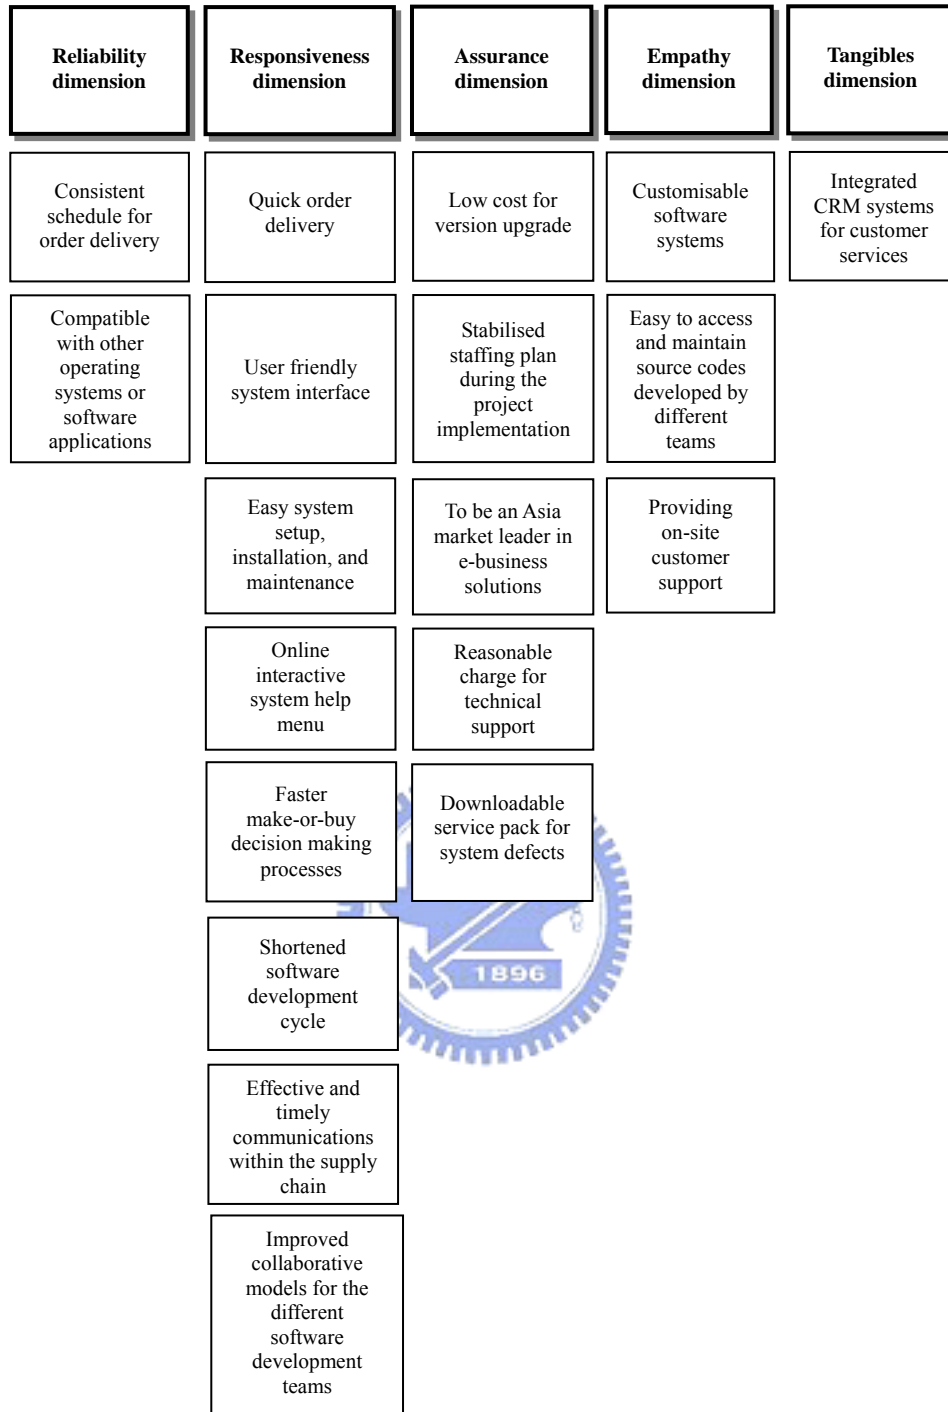 Reliability
dimension
Responsiveness
dimension
Assurance
dimension
Empathy
dimension
Tangibles
dimension
Consistent
schedule for
order delivery
Quick order
delivery
Low cost for
version upgrade
Customisable
software
systems
Integrated
CRM systems
for customer
services
Compatible
with other
operating
systems or
software
applications
User friendly
system interface
Stabilised
staffing plan
during the
project
implementation
Easy to access
and maintain
source codes
developed by
different
teams
Easy system
setup,
installation, and
maintenance
To be an Asia
market leader in
e-business
solutions
Providing
on-site
customer
support
Online
interactive
system help
menu
Reasonable
charge for
technical
support
Faster
make-or-buy
decision making
processes
Downloadable
service pack for
system defects
Shortened
software
development
cycle
1896
Effective and
timely
communications
within the supply
chain
Improved
collaborative
models for the
different
software
development
teams